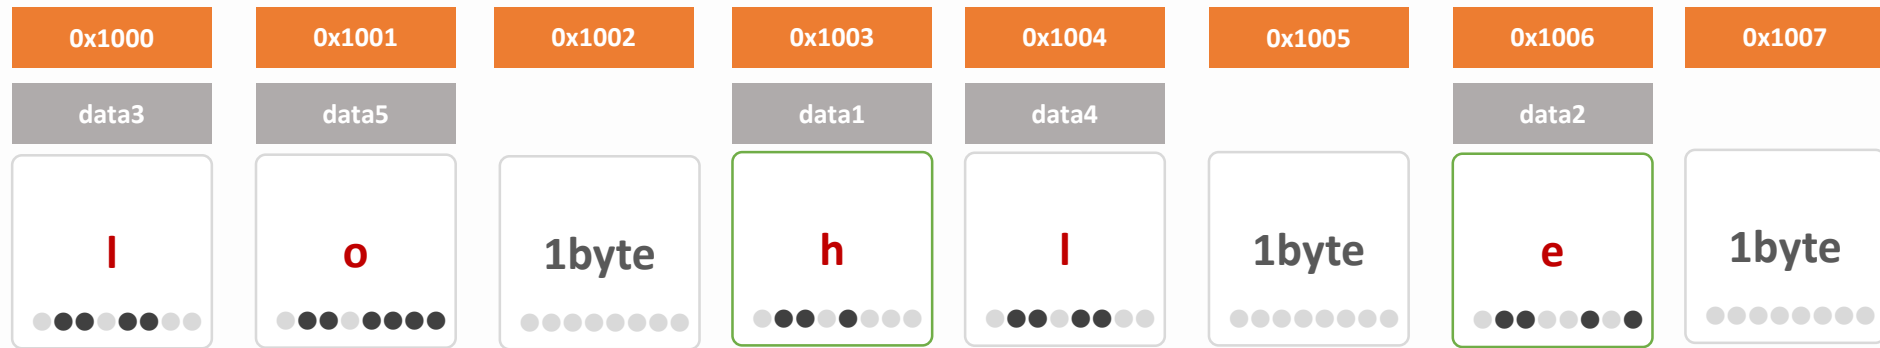 0x1000 0x1001 0x1002 0x1003 0x1004 0x1005 0x1006 0x1007
data3 data5 data1 data4 data2
l o 1byte h l 1byte e 1byte